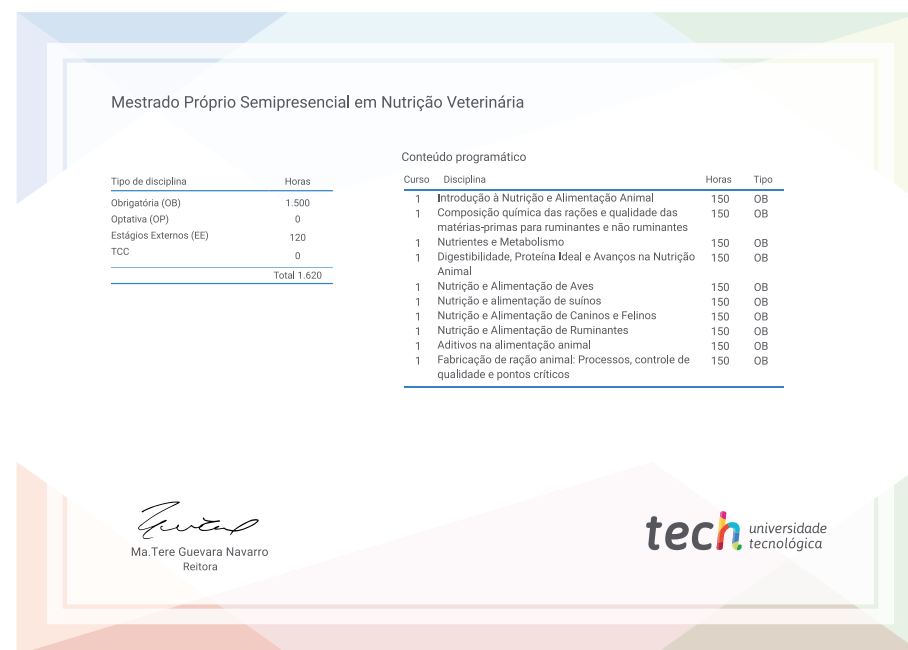 Mestrado Próprio Semipresencial em Nutrição Veterinária
Tipo de disciplina Horas
Obrigatória (OB) 1.500
Optativa (OP) 0
Estágios Externos (EE) 120
TCC 0
Total 1.620
Conteúdo programático
Curso Disciplina Horas Tipo
1 Introdução à Nutrição e Alimentação Animal 150 OB
1 Composição química das rações e qualidade das 150 OB
matérias-primas para ruminantes e não ruminantes
1 Nutrientes e Metabolismo 150 OB
1 Digestibilidade, Proteína Ideal e Avanços na Nutrição 150 OB
Animal
1 Nutrição e Alimentação de Aves 150 OB
1 Nutrição e alimentação de suínos 150 OB
1 Nutrição e Alimentação de Caninos e Felinos 150 OB
1 Nutrição e Alimentação de Ruminantes 150 OB
1 Aditivos na alimentação animal 150 OB
1 Fabricação de ração animal: Processos, controle de 150 OB
qualidade e pontos críticos
Ma.Tere Guevara Navarro
Reitora
tech universidade
tecnológica